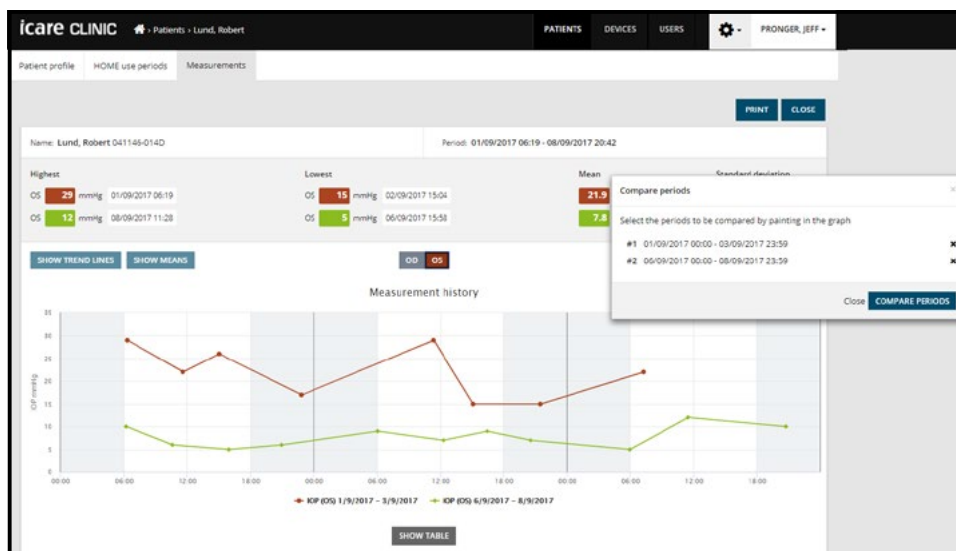 icare CLINIC › Patients › Lund, Robert PATIENTS DEVICES USERS PRONGER, JEFF
Patient profile HOME use periods Measurements
PRINT CLOSE
Name: Lund, Robert 041146-014D Period: 01/09/2017 06:19 - 08/09/2017 20:42
Highest Lowest Mean Standard deviation
OS 29 mmHg 01/09/2017 06:19 OS 15 mmHg 02/09/2017 15:04 21.9
OS 12 mmHg 08/09/2017 11:28 OS 5 mmHg 06/09/2017 15:58 7.8
Compare periods ×
Select the periods to be compared by painting in the graph
#1 01/09/2017 00:00 - 03/09/2017 23:59 ×
#2 06/09/2017 00:00 - 08/09/2017 23:59 ×
Close COMPARE PERIODS
SHOW TREND LINES SHOW MEANS OD OS
Measurement history
IOP mmHg
35
30
25
20
15
10
5
0
00:00 06:00 12:00 18:00 00:00 06:00 12:00 18:00 00:00 06:00 12:00 18:00
IOP (OS) 1/9/2017 – 3/9/2017 IOP (OS) 6/9/2017 – 8/9/2017
SHOW TABLE